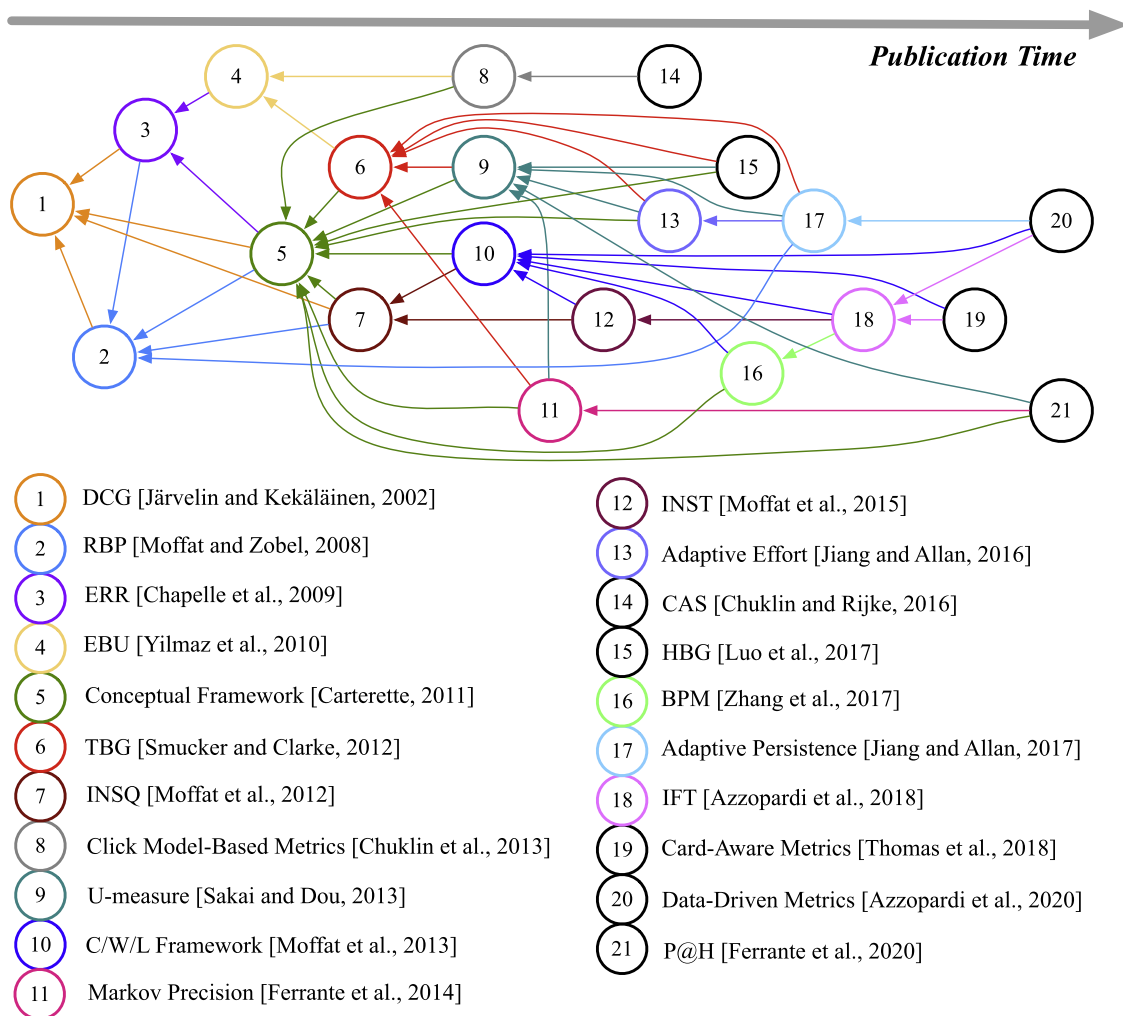 Publication Time
4
8
14
3
6
9
15
1
13
17
20
5
10
7
12
18
19
2
16
11
21
1 DCG [Järvelin and Kekäläinen, 2002]
2 RBP [Moffat and Zobel, 2008]
3 ERR [Chapelle et al., 2009]
4 EBU [Yilmaz et al., 2010]
5 Conceptual Framework [Carterette, 2011]
6 TBG [Smucker and Clarke, 2012]
7 INSQ [Moffat et al., 2012]
8 Click Model-Based Metrics [Chuklin et al., 2013]
9 U-measure [Sakai and Dou, 2013]
10 C/W/L Framework [Moffat et al., 2013]
11 Markov Precision [Ferrante et al., 2014]
12 INST [Moffat et al., 2015]
13 Adaptive Effort [Jiang and Allan, 2016]
14 CAS [Chuklin and Rijke, 2016]
15 HBG [Luo et al., 2017]
16 BPM [Zhang et al., 2017]
17 Adaptive Persistence [Jiang and Allan, 2017]
18 IFT [Azzopardi et al., 2018]
19 Card-Aware Metrics [Thomas et al., 2018]
20 Data-Driven Metrics [Azzopardi et al., 2020]
21 P@H [Ferrante et al., 2020]